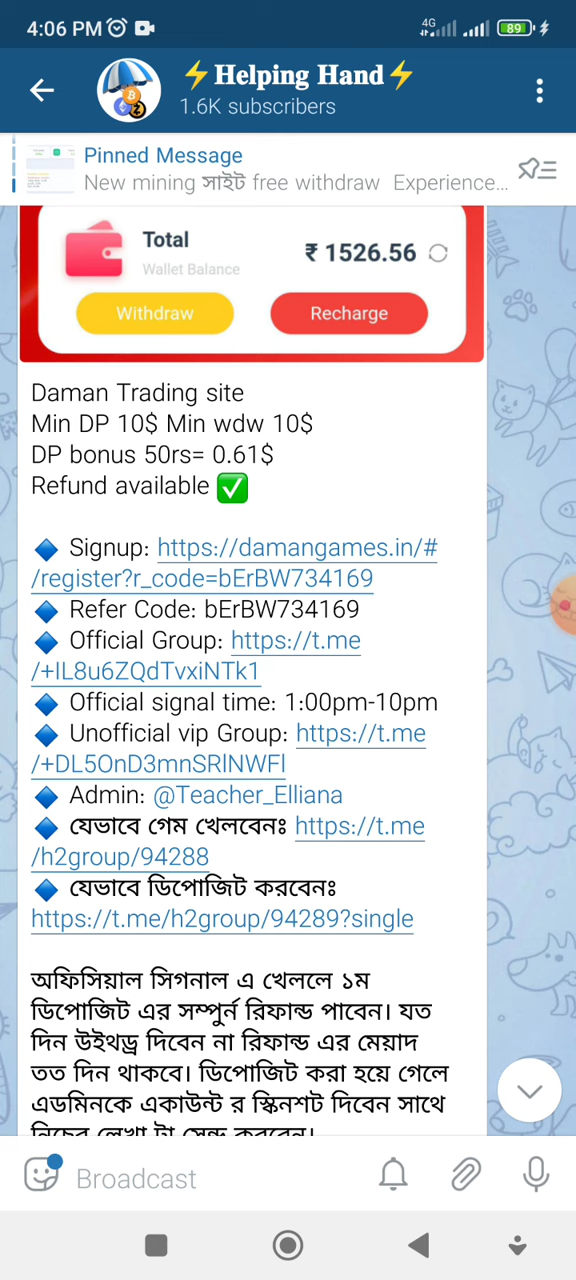 4:06 PM
4G
89
⚡Helping Hand⚡
1.6K subscribers
Pinned Message
New mining সাইট free withdraw Experience...
Total
₹ 1526.56
Wallet Balance
Withdraw
Recharge
Daman Trading site
Min DP 10$ Min wdw 10$
DP bonus 50rs= 0.61$
Refund available ✅
🔷 Signup: https://damangames.in/#
/register?r_code=bErBW734169
🔷 Refer Code: bErBW734169
🔷 Official Group: https://t.me
/+IL8u6ZQdTvxiNTk1
🔷 Official signal time: 1:00pm-10pm
🔷 Unofficial vip Group: https://t.me
/+DL5OnD3mnSRlNWFl
🔷 Admin: @Teacher_Elliana
🔷 যেভাবে গেম খেলবেনঃ https://t.me
/h2group/94288
🔷 যেভাবে ডিপোজিট করবেনঃ
https://t.me/h2group/94289?single
অফিসিয়াল সিগনাল এ খেললে ১ম
ডিপোজিট এর সম্পুর্ন রিফান্ড পাবেন। যত
দিন উইথড্র দিবেন না রিফান্ড এর মেয়াদ
তত দিন থাকবে। ডিপোজিট করা হয়ে গেলে
এডমিনকে একাউন্ট র স্কিনশট দিবেন সাথে
নিচের লেখা টা সেন্ড করবেন।
Broadcast